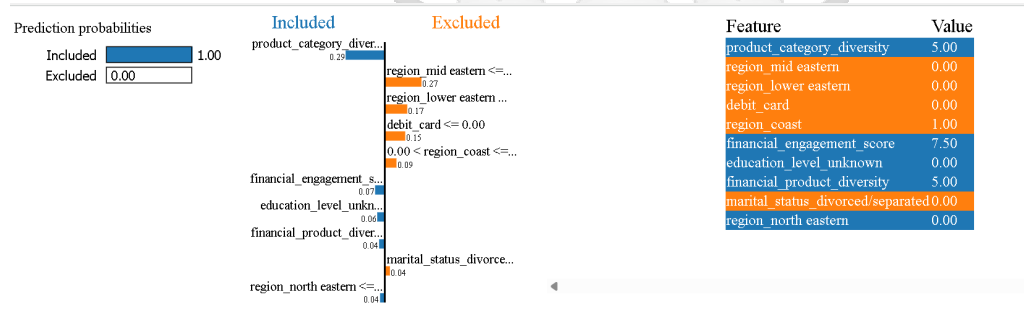 Prediction probabilities
Included 1.00
Excluded 0.00
Included Excluded
product_category_diver...
0.29
region_mid eastern <=...
0.27
region_lower eastern ...
0.17
debit_card <= 0.00
0.15
0.00 < region_coast <=...
0.09
financial_engagement_s...
0.07
education_level_unkn...
0.06
financial_product_diver...
0.04
marital_status_divorce...
0.04
region_north eastern <=...
0.04
Feature Value
product_category_diversity 5.00
region_mid eastern 0.00
region_lower eastern 0.00
debit_card 0.00
region_coast 1.00
financial_engagement_score 7.50
education_level_unknown 0.00
financial_product_diversity 5.00
marital_status_divorced/separated 0.00
region_north eastern 0.00